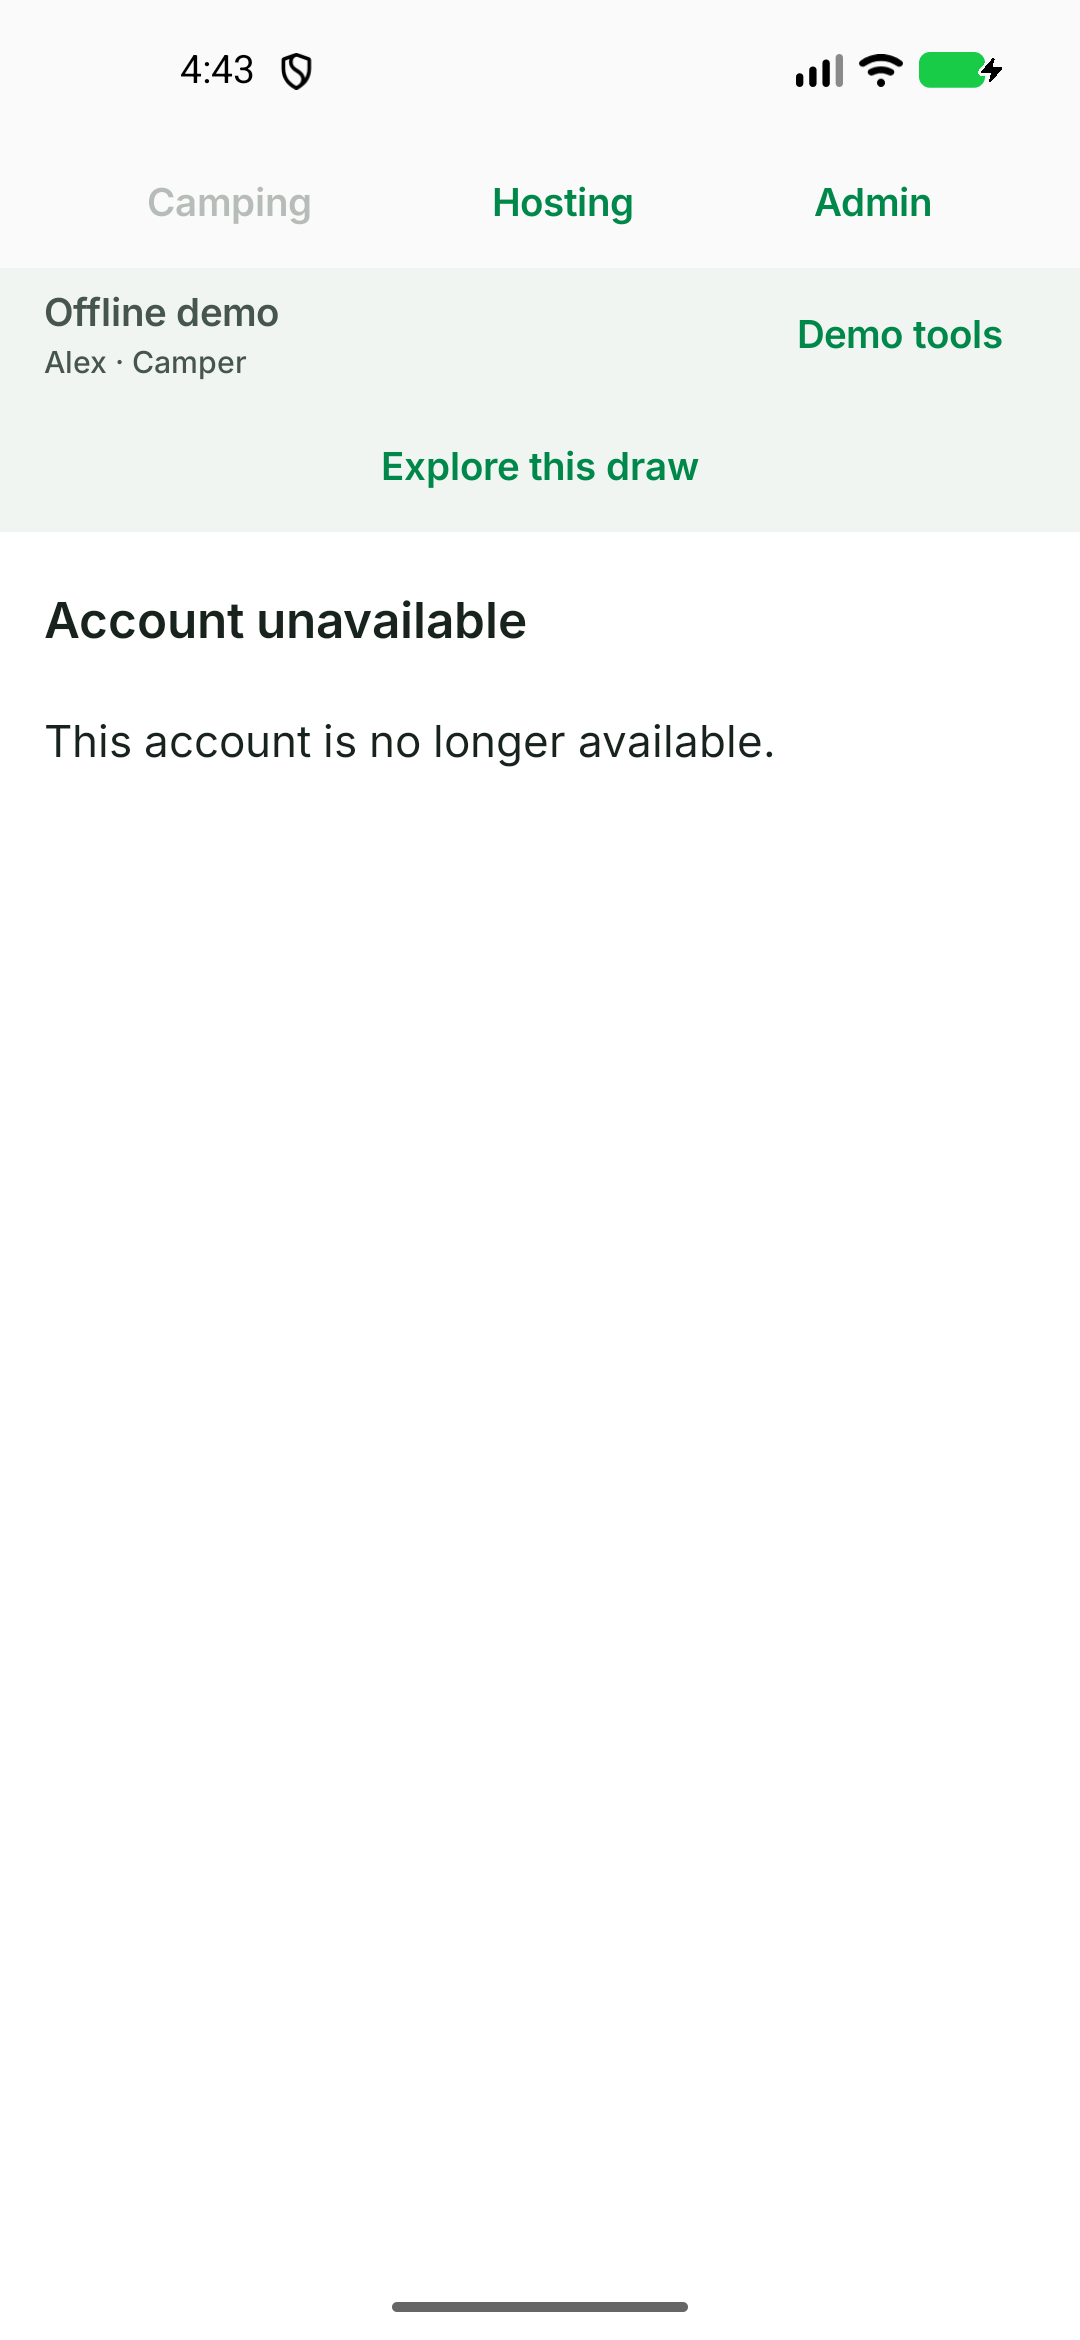 4:43
Camping Hosting Admin
Offline demo
Alex · Camper
Demo tools
Explore this draw
Account unavailable
This account is no longer available.